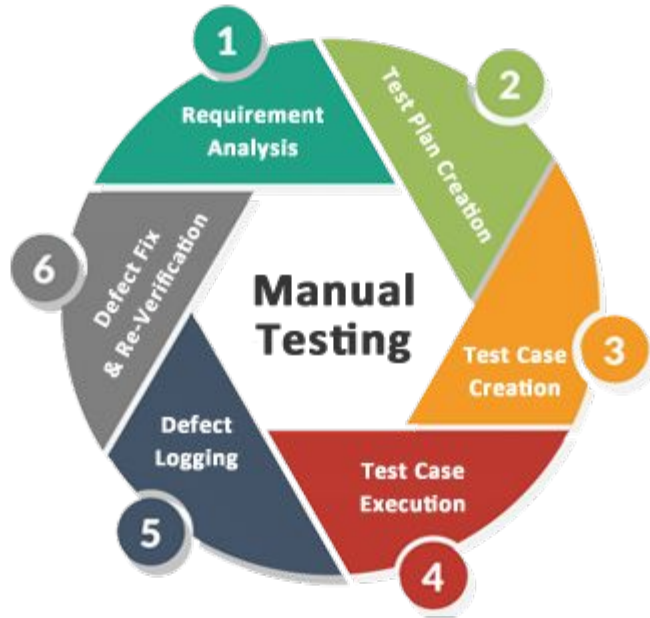 1
Requirement
Analysis
2
Test Plan Creation
3
Test Case
Creation
4
Test Case
Execution
5
Defect
Logging
6
Defect Fix
& Re-Verification
Manual
Testing